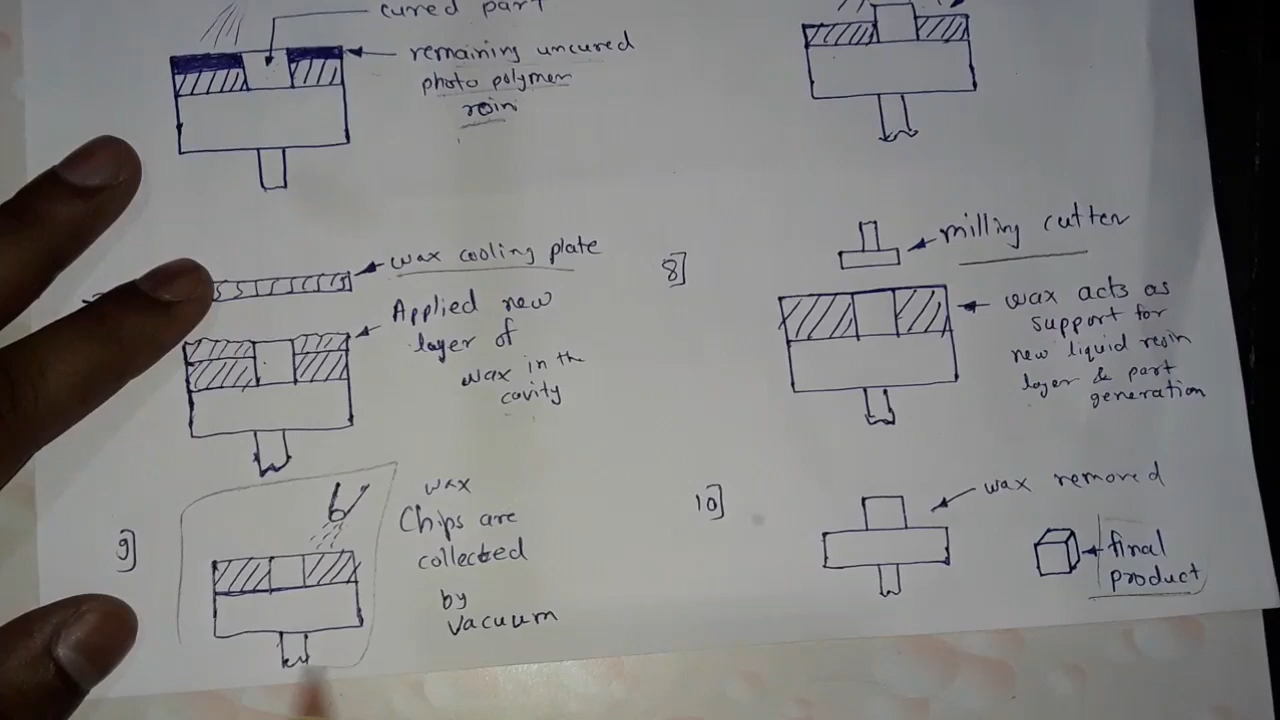 cured part
remaining uncured
photo polymer
resin
wax cooling plate
Applied new
layer of
wax in the
cavity
8]
milling cutter
wax acts as
support for
new liquid resin
layer & part
generation
9]
wax
Chips are
collected
by
vacuum
10]
wax removed
final
product